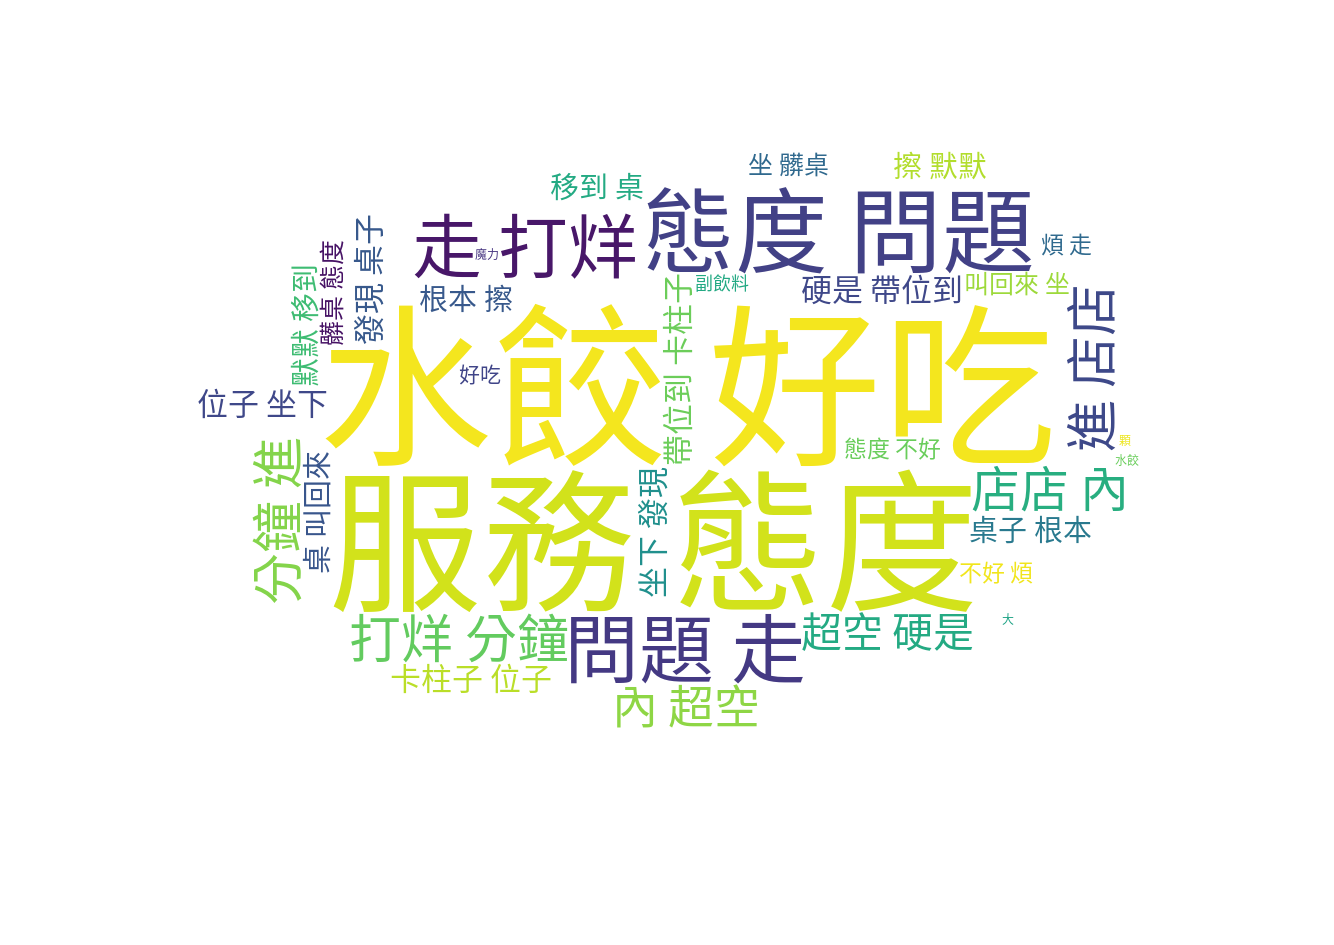 坐 髒桌
擦 默默
移到 桌
態度 問題
走 打烊
魔力
煩 走
發現 桌子
髒桌 態度
默默 移到
根本 擦
副飲料
硬是 帶位到
叫回來 坐
進 店店
水餃 好吃
好吃
帶位到 卡柱子
位子 坐下
態度 不好
顆
水餃
分鐘 進
桌 叫回來
服務 態度
坐下 發現
店店 內
桌子 根本
不好 煩
打烊 分鐘
問題 走
超空 硬是
大
卡柱子 位子
內 超空